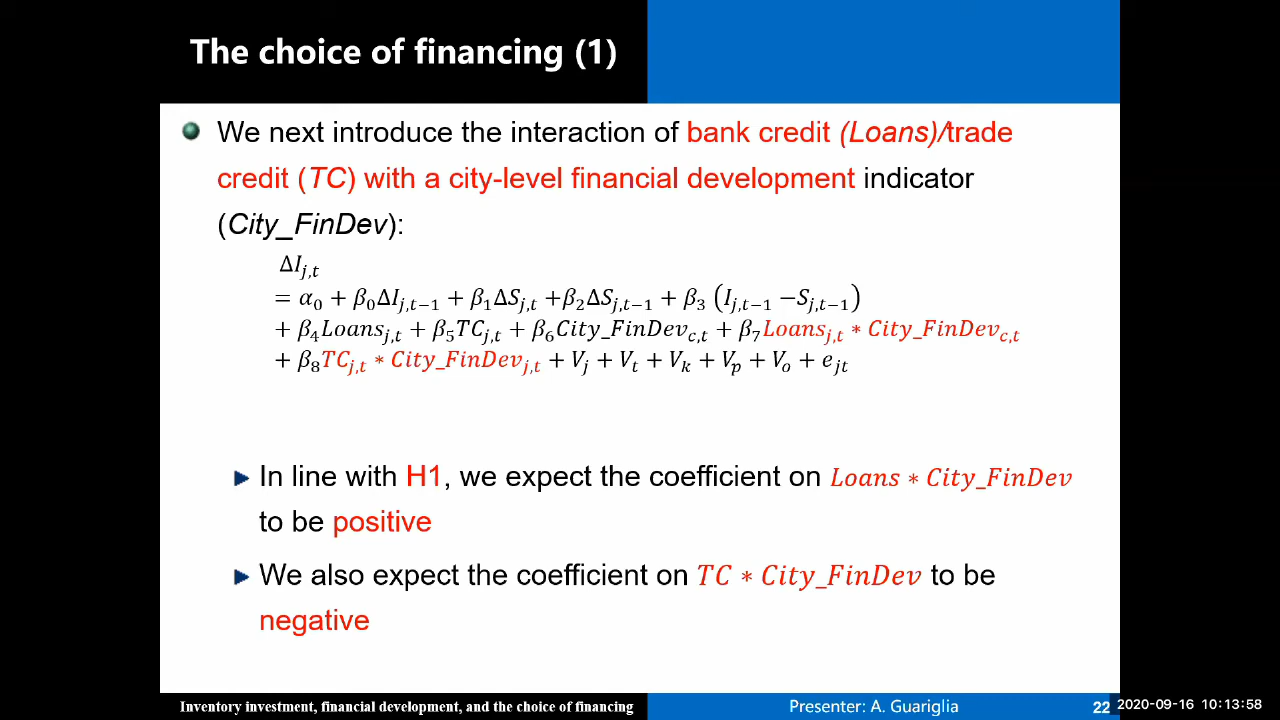 The choice of financing (1)
We next introduce the interaction of bank credit (Loans)/trade
credit (TC) with a city-level financial development indicator
(City_FinDev):
ΔI_{j,t}
= α_0 + β_0ΔI_{j,t−1} + β_1ΔS_{j,t} +β_2ΔS_{j,t−1} + β_3 (I_{j,t−1} −S_{j,t−1})
+ β_4Loans_{j,t} + β_5TC_{j,t} + β_6City_FinDev_{c,t} + β_7Loans_{j,t} ∗ City_FinDev_{c,t}
+ β_8TC_{j,t} ∗ City_FinDev_{j,t} + V_j + V_t + V_k + V_p + V_o + e_{jt}
In line with H1, we expect the coefficient on Loans ∗ City_FinDev
to be positive
We also expect the coefficient on TC ∗ City_FinDev to be
negative
Inventory investment, financial development, and the choice of financing
Presenter: A. Guariglia
22
2020-09-16 10:13:58